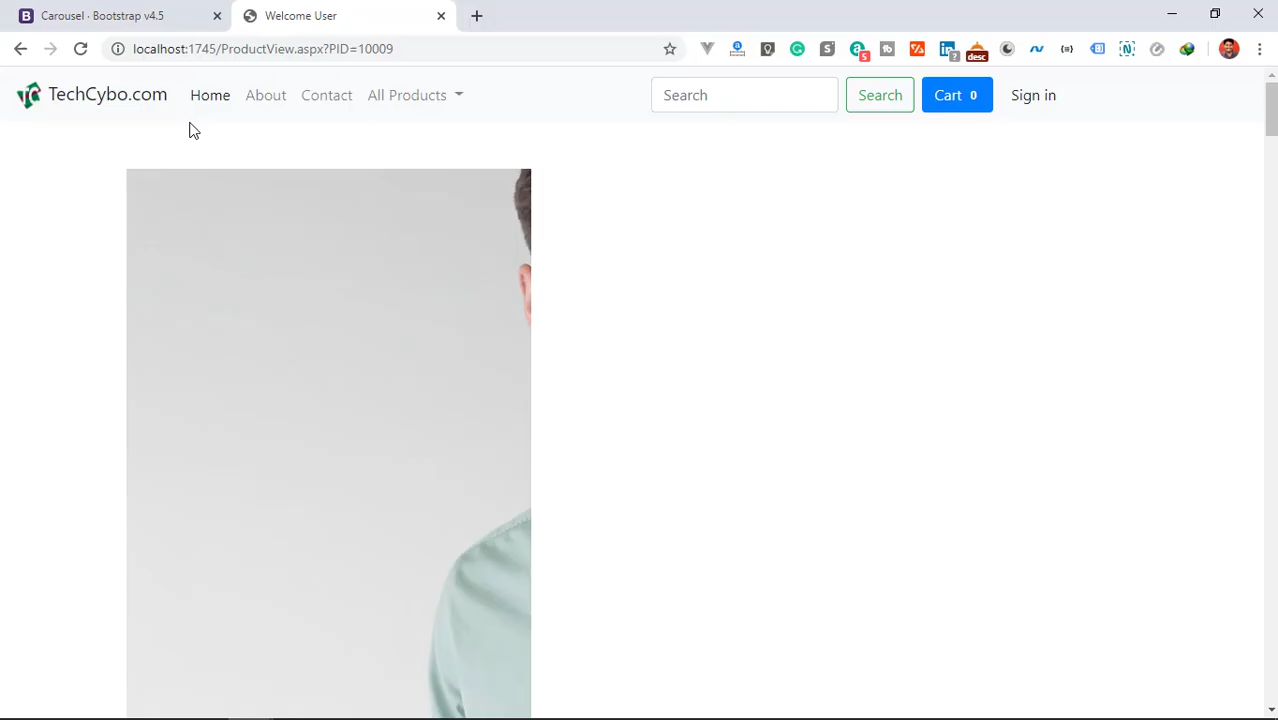 Carousel · Bootstrap v4.5
Welcome User
localhost:1745/ProductView.aspx?PID=10009
desc
TechCybo.com
Home
About
Contact
All Products
Search
Search
Cart 0
Sign in